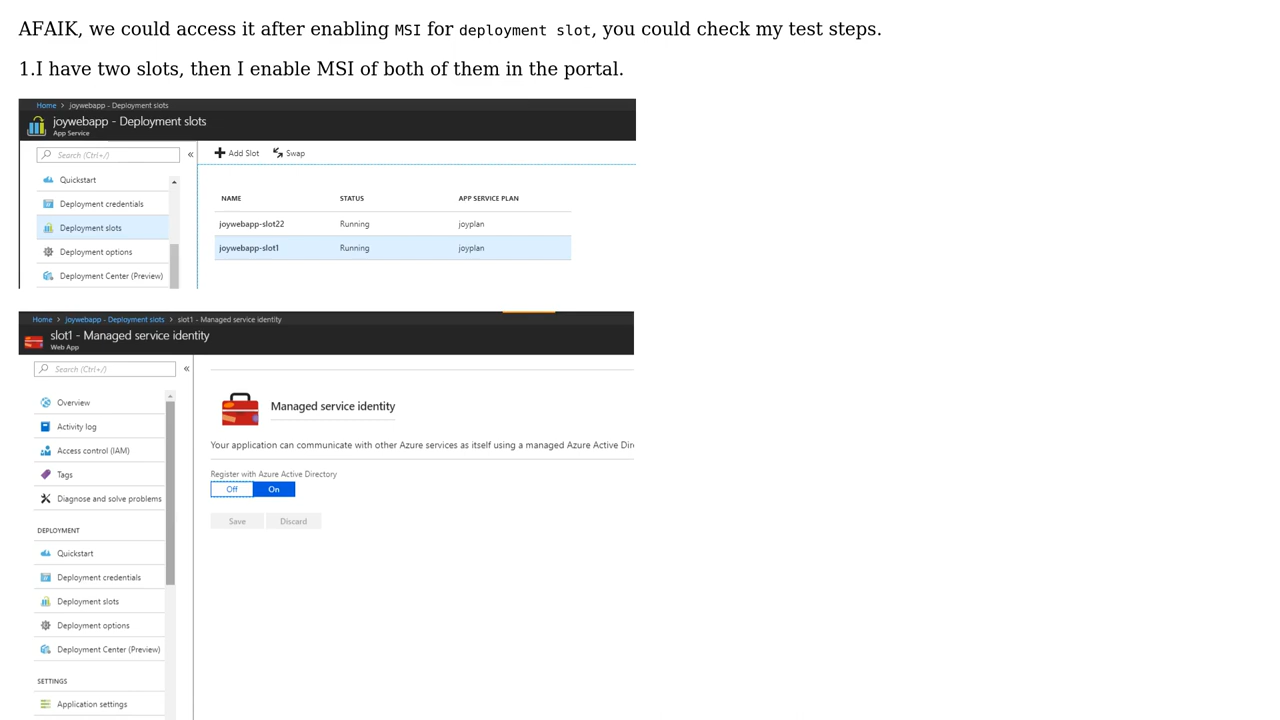 AFAIK, we could access it after enabling MSI for deployment slot, you could check my test steps.
1.I have two slots, then I enable MSI of both of them in the portal.
Home > joywebapp - Deployment slots
joywebapp - Deployment slots
App Service
Search (Ctrl+/) «
Add Slot Swap
Quickstart
Deployment credentials
Deployment slots
Deployment options
Deployment Center (Preview)
NAME STATUS APP SERVICE PLAN
joywebapp-slot22 Running joyplan
joywebapp-slot1 Running joyplan
Home > joywebapp - Deployment slots > slot1 - Managed service identity
slot1 - Managed service identity
Web App
Search (Ctrl+/) «
Overview
Activity log
Access control (IAM)
Tags
Diagnose and solve problems
DEPLOYMENT
Quickstart
Deployment credentials
Deployment slots
Deployment options
Deployment Center (Preview)
SETTINGS
Application settings
Managed service identity
Your application can communicate with other Azure services as itself using a managed Azure Active Dir
Register with Azure Active Directory
Off On
Save Discard